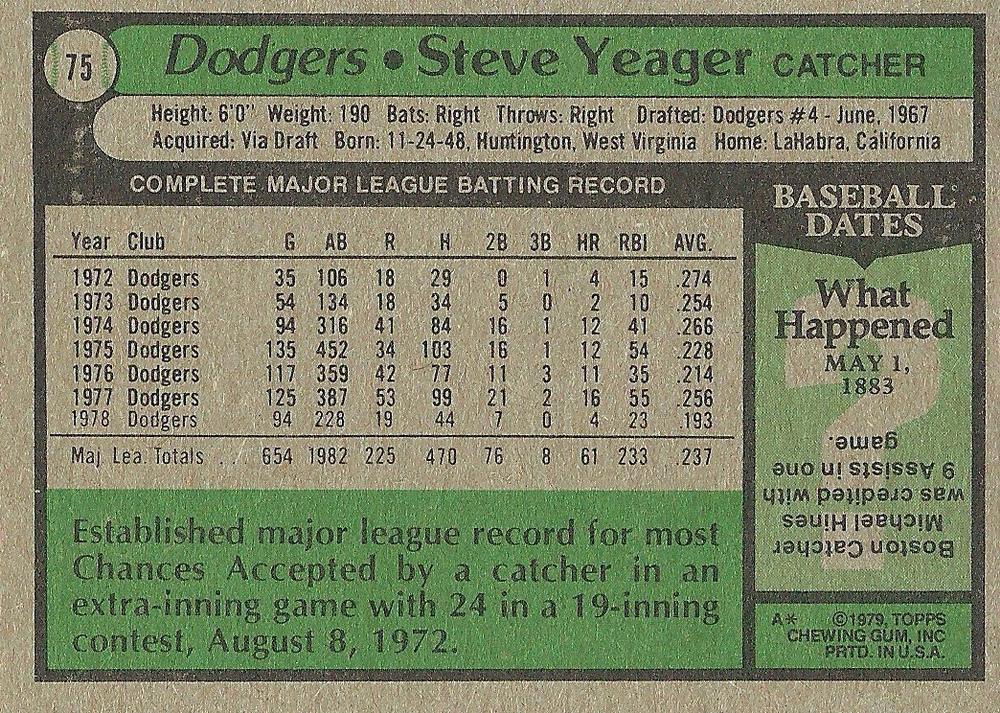 75
Dodgers • Steve Yeager CATCHER
Height: 6'0" Weight: 190 Bats: Right Throws: Right Drafted: Dodgers #4 - June, 1967
Acquired: Via Draft Born: 11-24-48, Huntington, West Virginia Home: LaHabra, California
COMPLETE MAJOR LEAGUE BATTING RECORD
Year Club G AB R H 2B 3B HR RBI AVG.
1972 Dodgers 35 106 18 29 0 1 4 15 .274
1973 Dodgers 54 134 18 34 5 0 2 10 .254
1974 Dodgers 94 316 41 84 16 1 12 41 .266
1975 Dodgers 135 452 34 103 16 1 12 54 .228
1976 Dodgers 117 359 42 77 11 3 11 35 .214
1977 Dodgers 125 387 53 99 21 2 16 55 .256
1978 Dodgers 94 228 19 44 7 0 4 23 .193
Maj. Lea. Totals ... 654 1982 225 470 76 8 61 233 .237
Established major league record for most
Chances Accepted by a catcher in an
extra-inning game with 24 in a 19-inning
contest, August 8, 1972.
BASEBALL
DATES
What
Happened
MAY 1,
1883
?
Boston Catcher
Michael Hines
was credited with
9 Assists in one
game.
A* ©1979, TOPPS
CHEWING GUM, INC
PRTD. IN U.S.A.